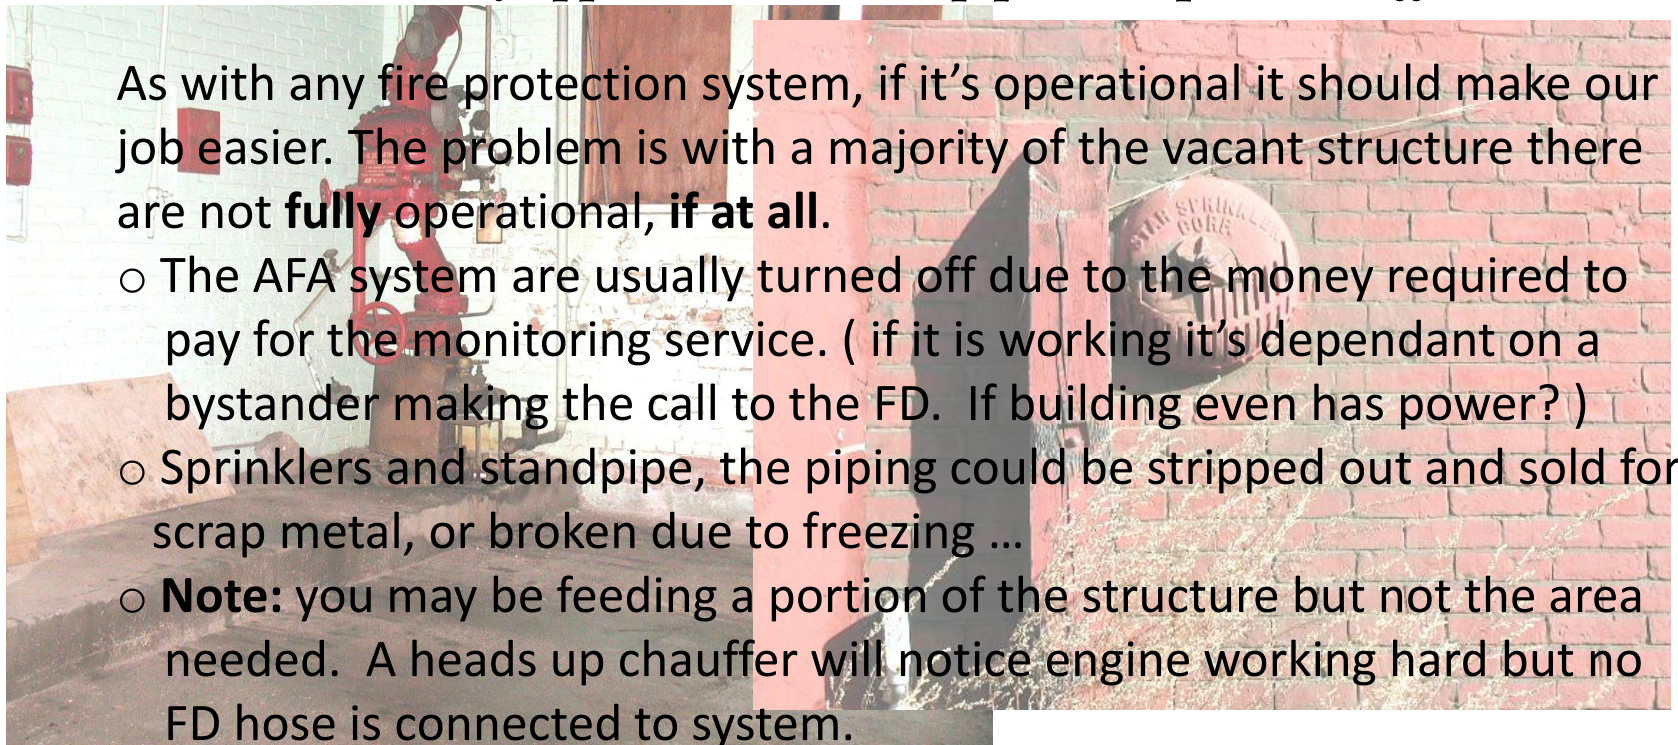 As with any fire protection system, if it's operational it should make our
job easier. The problem is with a majority of the vacant structure there
are not fully operational, if at all.
○ The AFA system are usually turned off due to the money required to
pay for the monitoring service. ( if it is working it's dependant on a
bystander making the call to the FD.  If building even has power? )
○ Sprinklers and standpipe, the piping could be stripped out and sold for
scrap metal, or broken due to freezing ...
○ Note: you may be feeding a portion of the structure but not the area
needed.  A heads up chauffer will notice engine working hard but no
FD hose is connected to system.
STAR SPRINKLER
CORP.